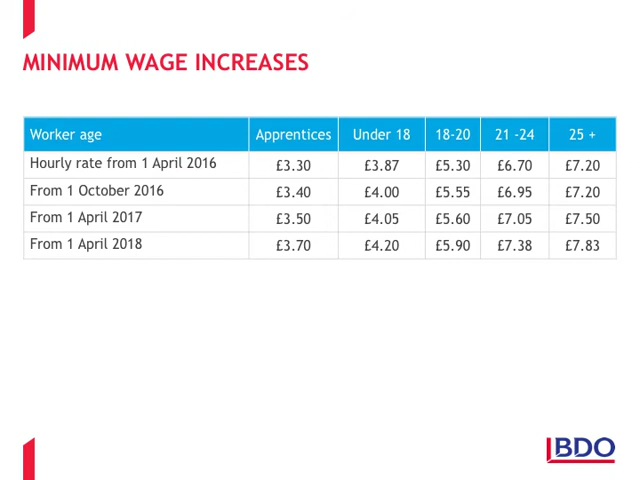 MINIMUM WAGE INCREASES
Worker age Apprentices Under 18 18-20 21 -24 25 +
Hourly rate from 1 April 2016 £3.30 £3.87 £5.30 £6.70 £7.20
From 1 October 2016 £3.40 £4.00 £5.55 £6.95 £7.20
From 1 April 2017 £3.50 £4.05 £5.60 £7.05 £7.50
From 1 April 2018 £3.70 £4.20 £5.90 £7.38 £7.83
BDO